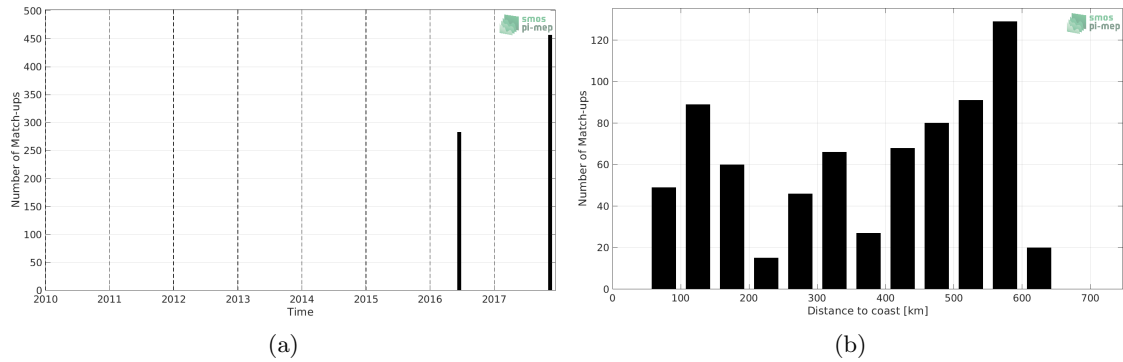 500
450
400
350
300
250
200
150
100
50
0
Number of Match-ups
2010 2011 2012 2013 2014 2015 2016 2017
Time
smos
pi-mep
(a)
120
100
80
60
40
20
0
Number of Match-ups
0 100 200 300 400 500 600 700
Distance to coast [km]
smos
pi-mep
(b)